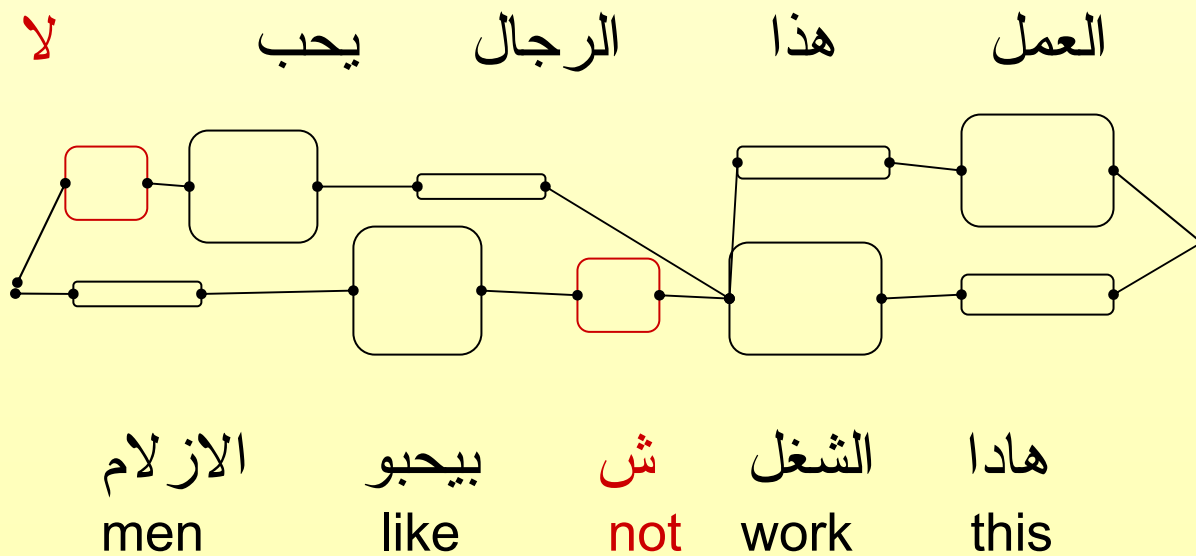 لا يحب الرجال هذا العمل
الازلام بيحبو ش الشغل هادا
men like not work this